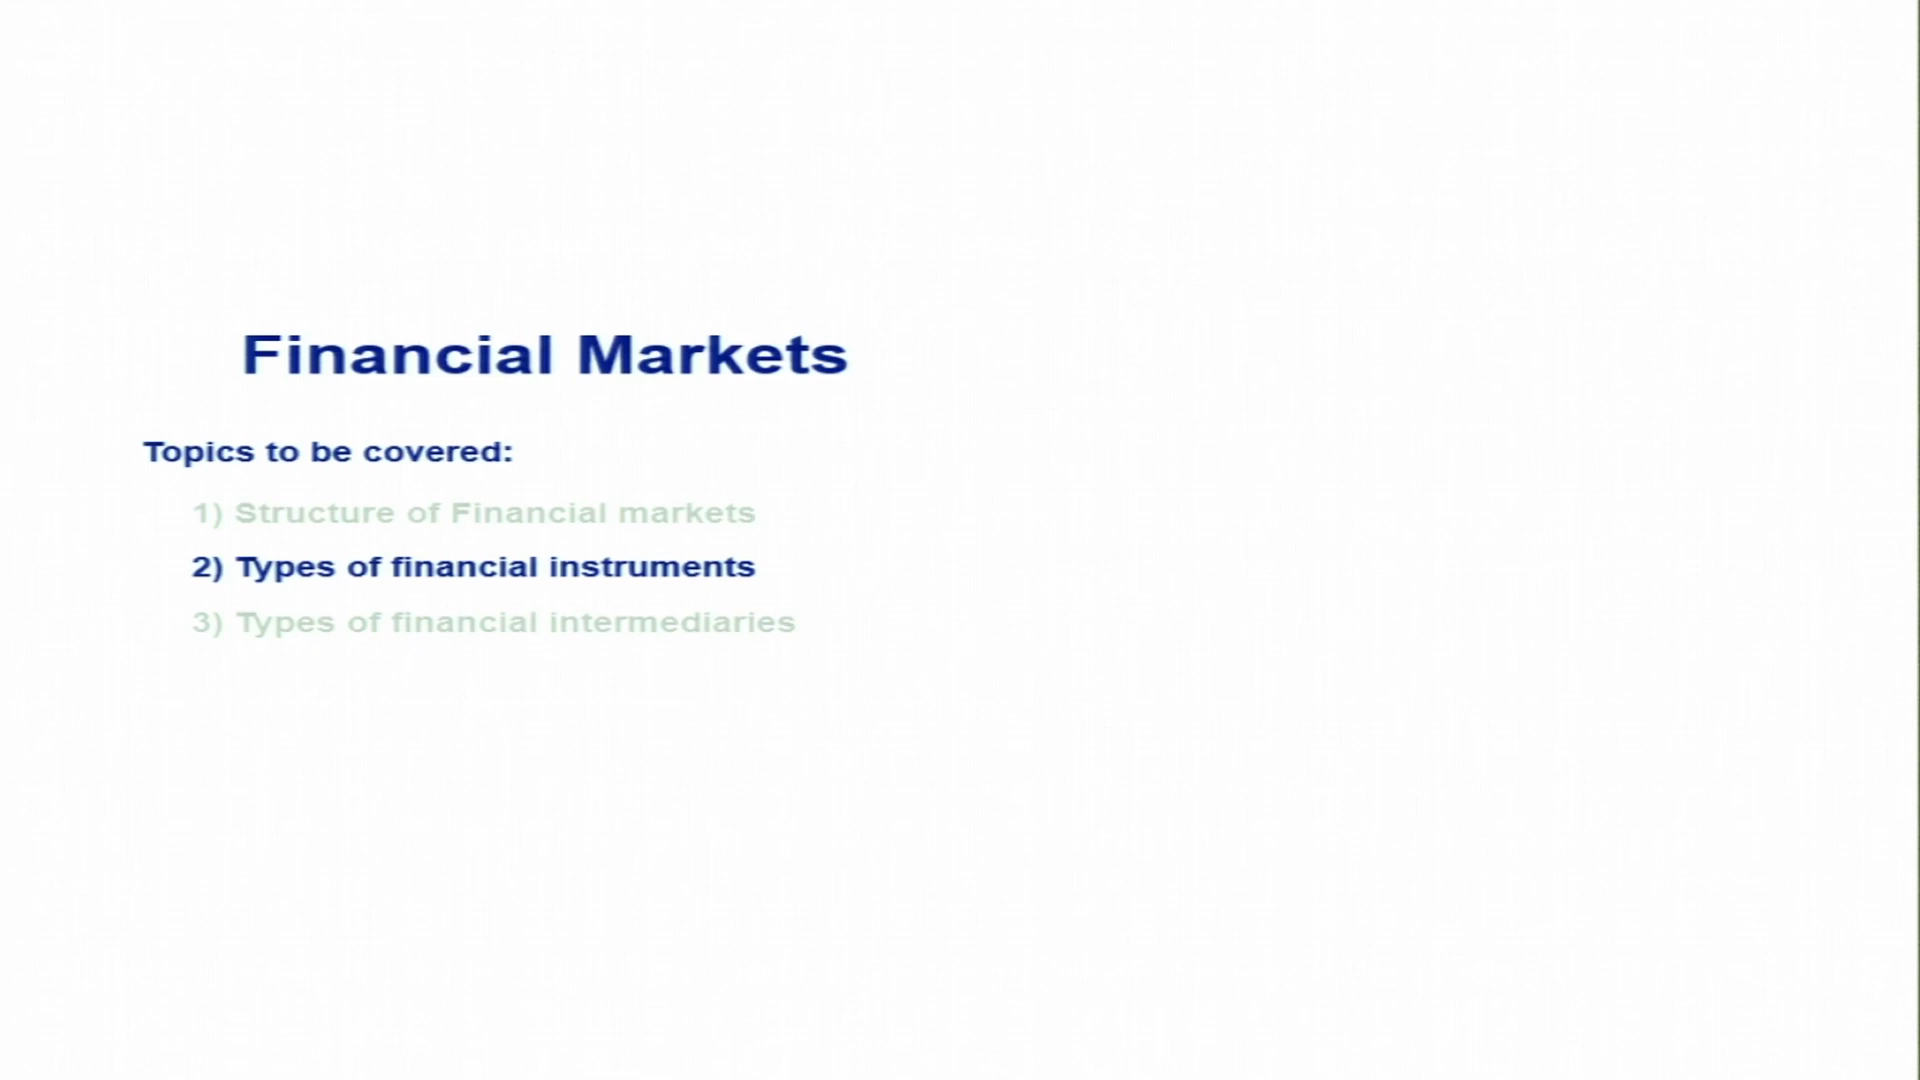 Financial Markets
Topics to be covered:
1) Structure of Financial markets
2) Types of financial instruments
3) Types of financial intermediaries